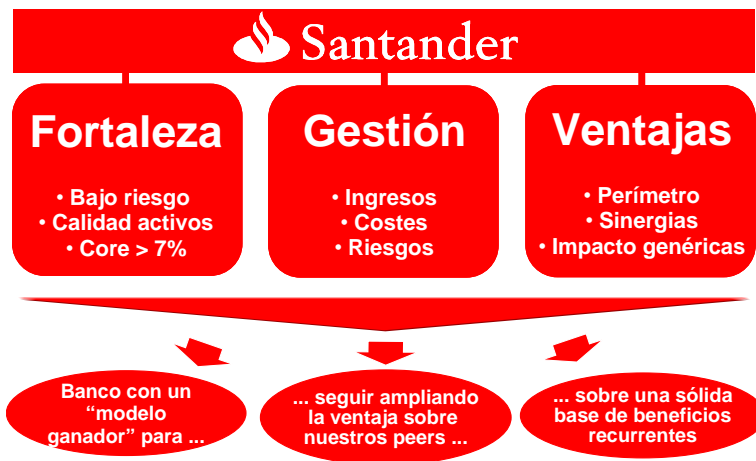 Santander
Fortaleza
• Bajo riesgo
• Calidad activos
• Core > 7%
Gestión
• Ingresos
• Costes
• Riesgos
Ventajas
• Perímetro
• Sinergias
• Impacto genéricas
Banco con un
“modelo
ganador” para ...
... seguir ampliando
la ventaja sobre
nuestros peers ...
... sobre una sólida
base de beneficios
recurrentes